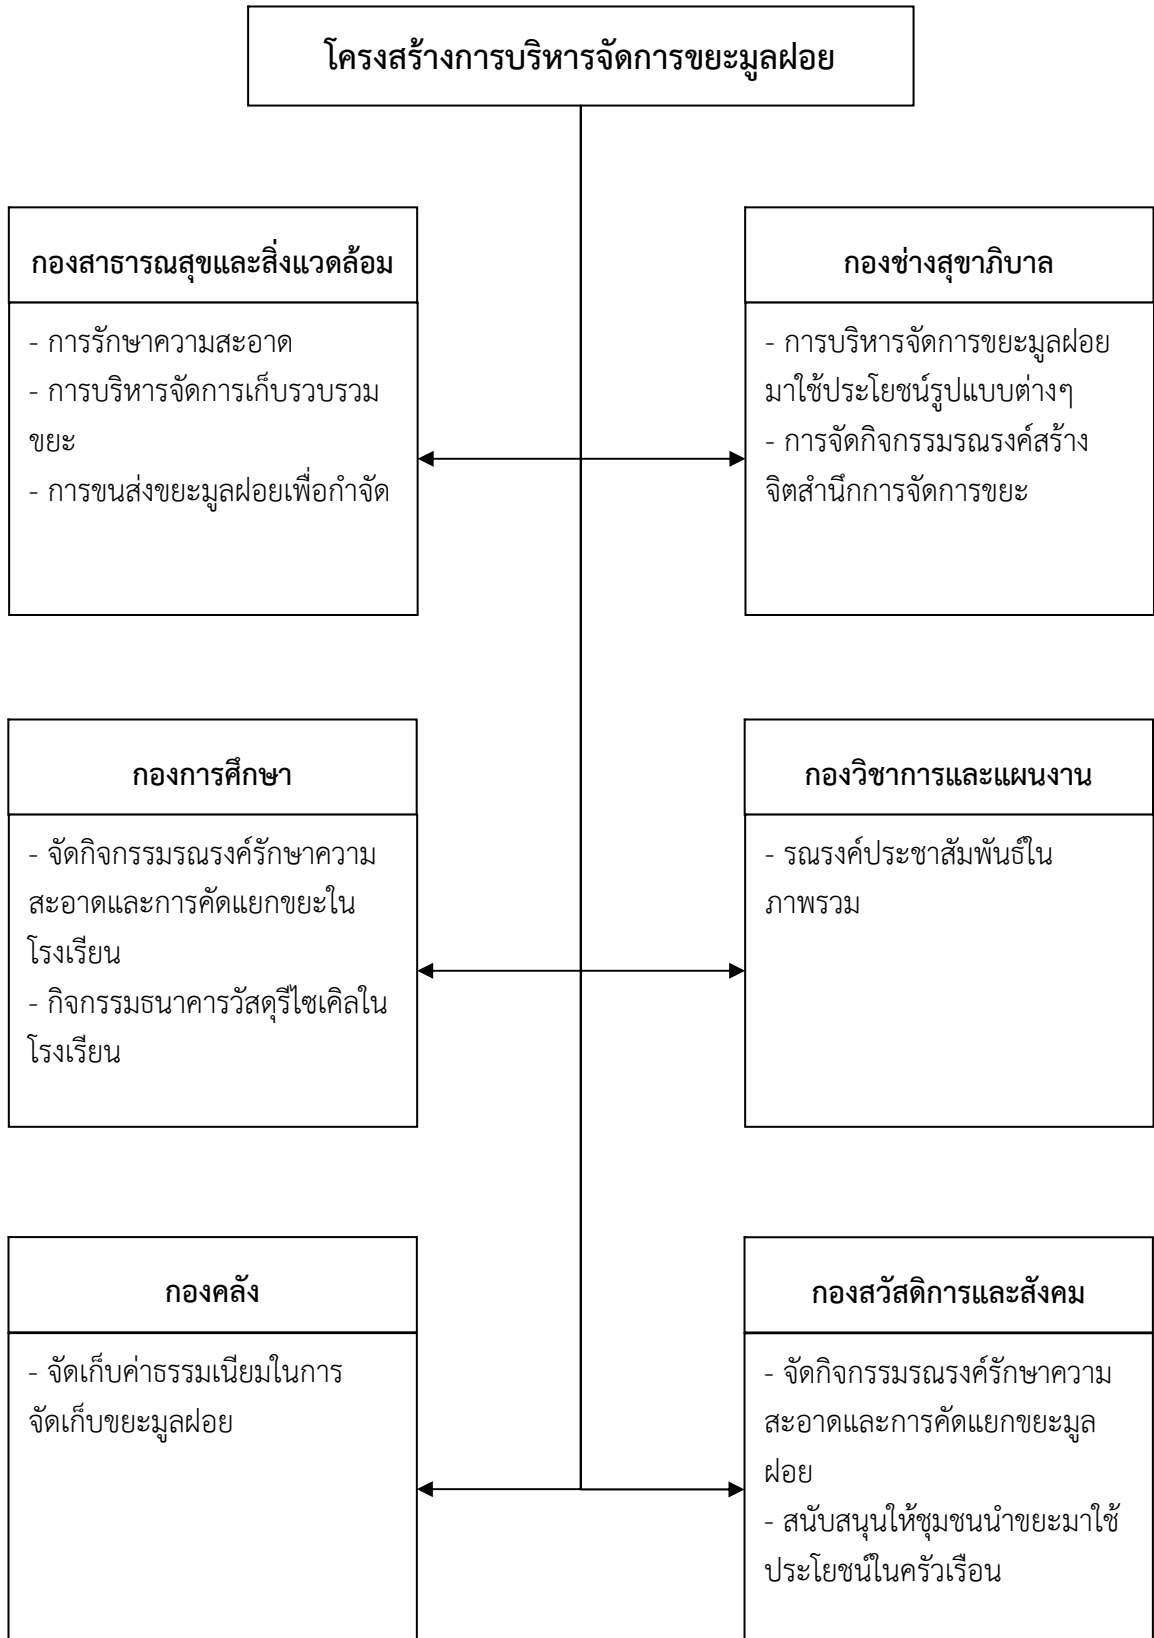 โครงสร้างการบริหารจัดการขยะมูลฝอย
กองสาธารณสุขและสิ่งแวดล้อม
- การรักษาความสะอาด
- การบริหารจัดการเก็บรวบรวม
ขยะ
- การขนส่งขยะมูลฝอยเพื่อกำจัด
กองช่างสุขาภิบาล
- การบริหารจัดการขยะมูลฝอย
มาใช้ประโยชน์รูปแบบต่างๆ
- การจัดกิจกรรมรณรงค์สร้าง
จิตสำนึกการจัดการขยะ
กองการศึกษา
- จัดกิจกรรมรณรงค์รักษาความ
สะอาดและการคัดแยกขยะใน
โรงเรียน
- กิจกรรมธนาคารวัสดุรีไซเคิลใน
โรงเรียน
กองวิชาการและแผนงาน
- รณรงค์ประชาสัมพันธ์ใน
ภาพรวม
กองคลัง
- จัดเก็บค่าธรรมเนียมในการ
จัดเก็บขยะมูลฝอย
กองสวัสดิการและสังคม
- จัดกิจกรรมรณรงค์รักษาความ
สะอาดและการคัดแยกขยะมูล
ฝอย
- สนับสนุนให้ชุมชนนำขยะมาใช้
ประโยชน์ในครัวเรือน